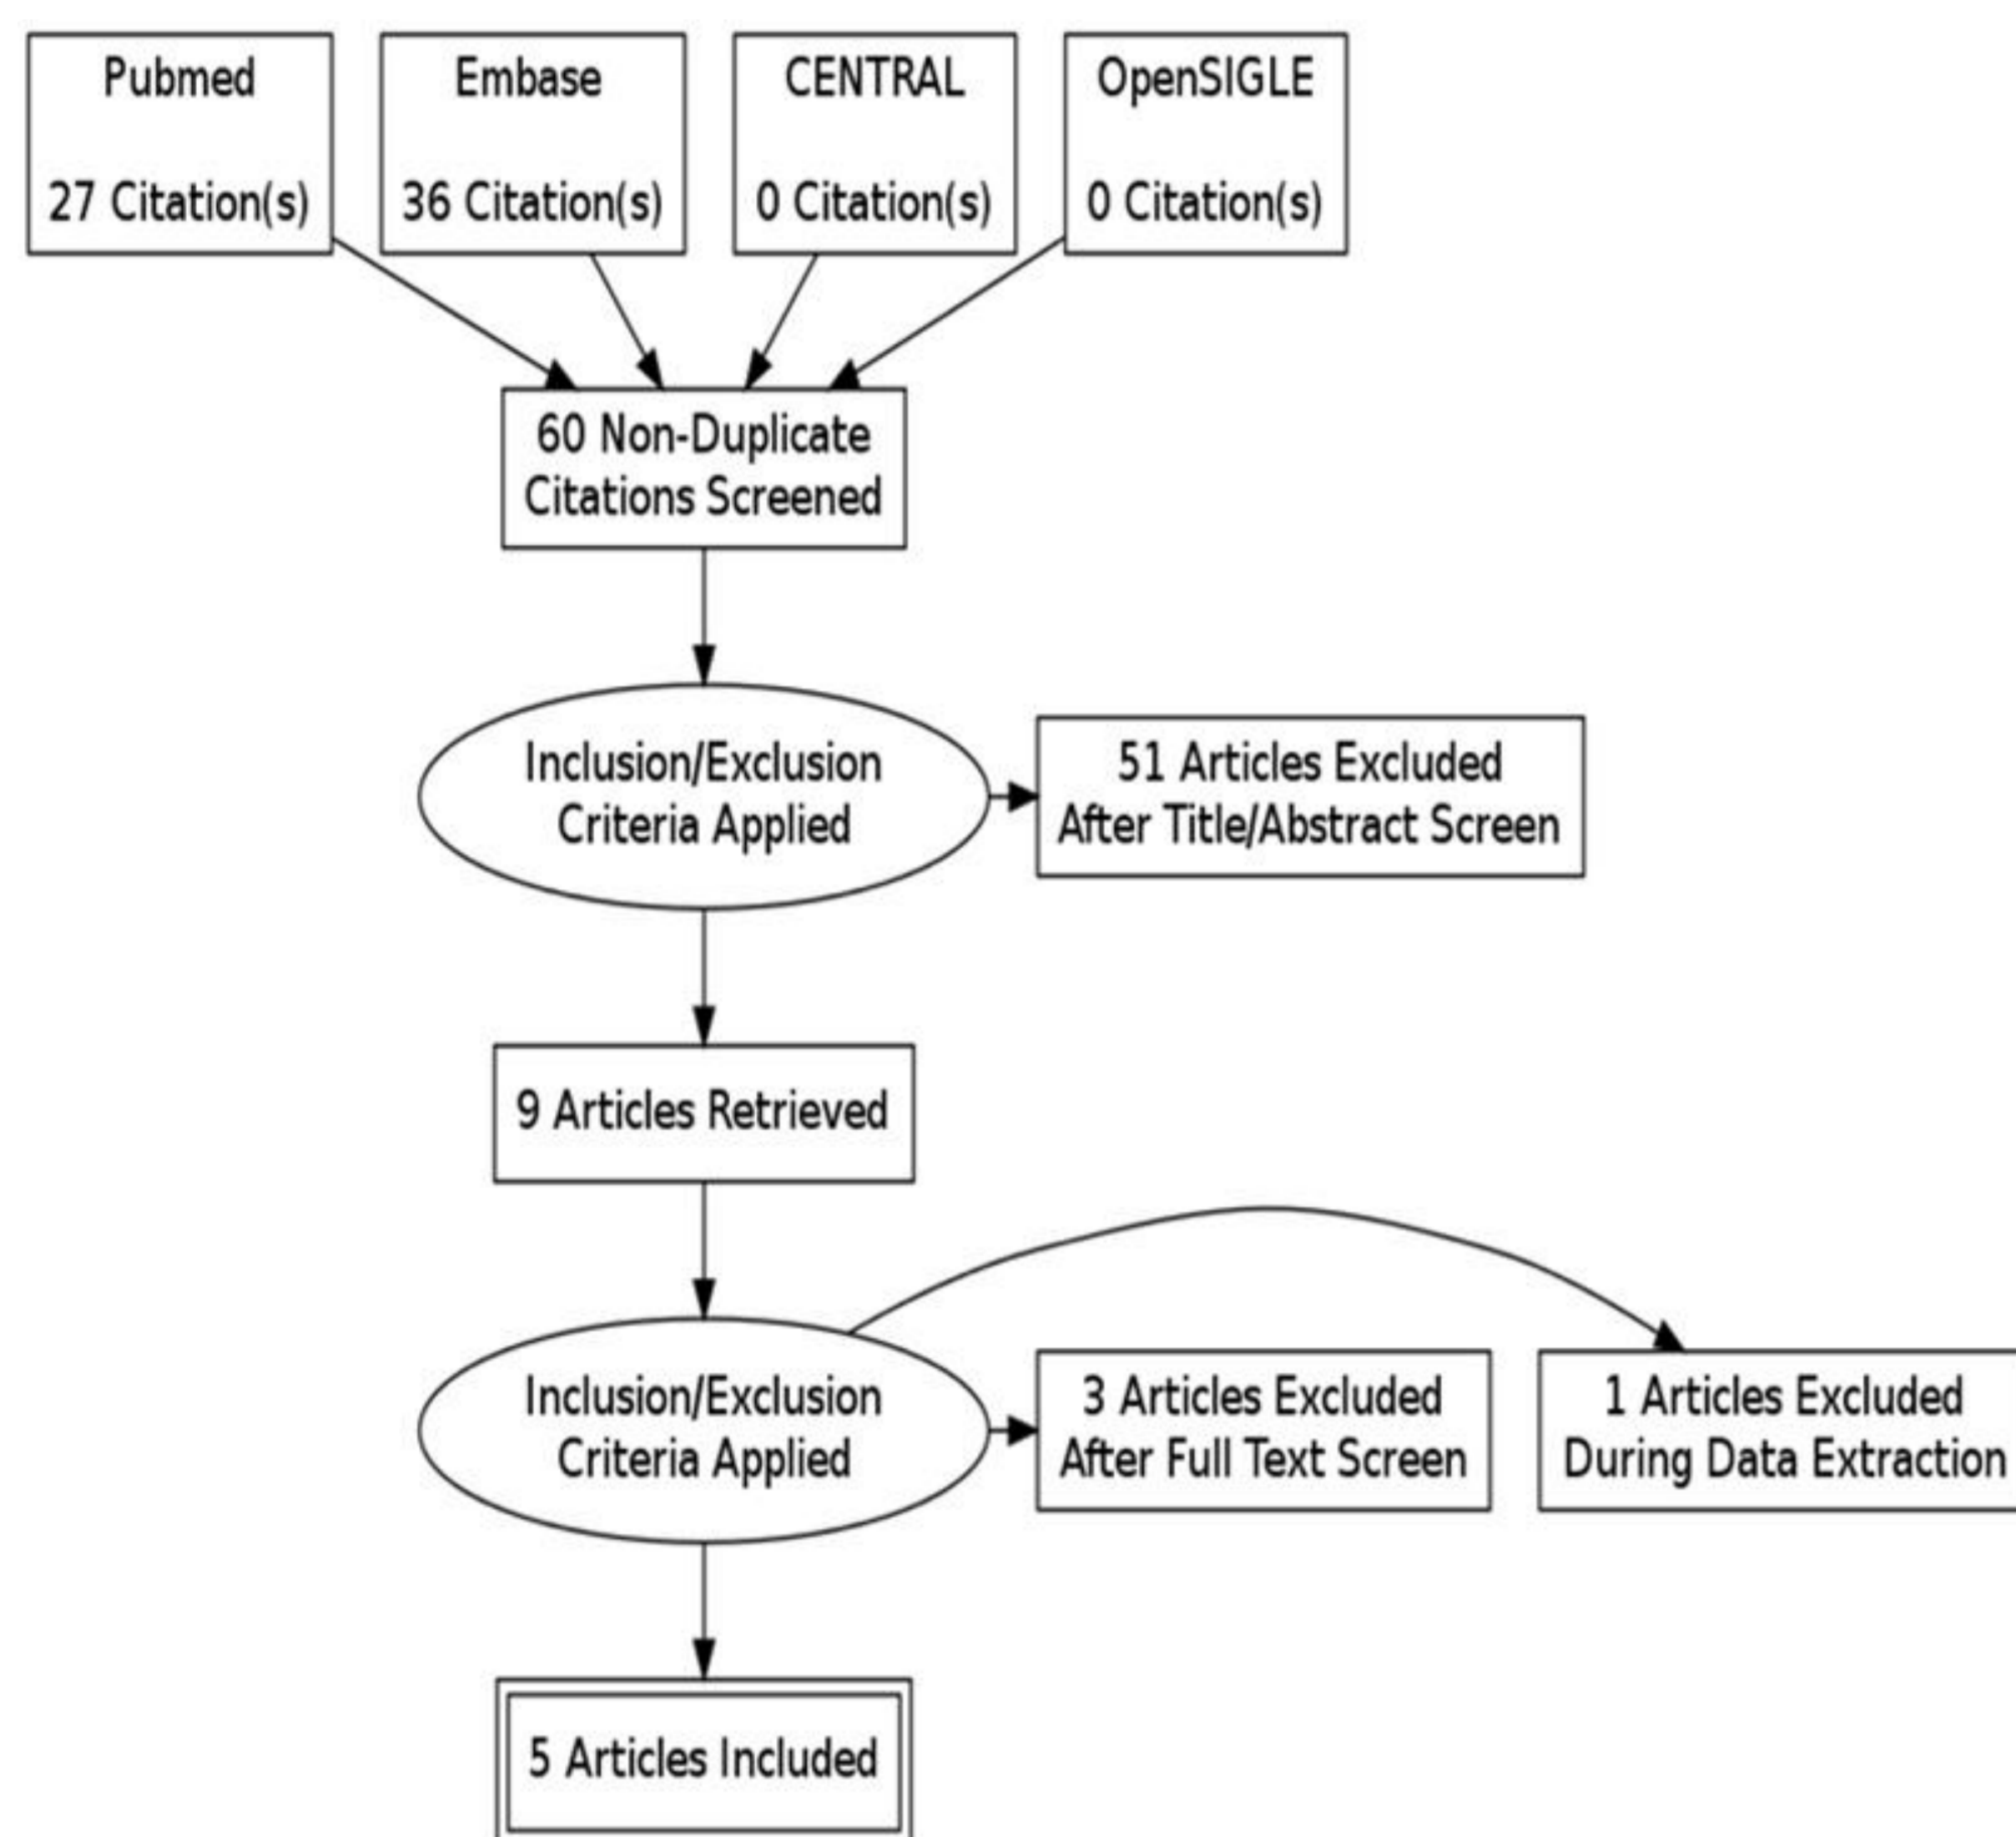 Pubmed
27 Citation(s)
Embase
36 Citation(s)
CENTRAL
0 Citation(s)
OpenSIGLE
0 Citation(s)
60 Non-Duplicate
Citations Screened
Inclusion/Exclusion
Criteria Applied
51 Articles Excluded
After Title/Abstract Screen
9 Articles Retrieved
Inclusion/Exclusion
Criteria Applied
3 Articles Excluded
After Full Text Screen
1 Articles Excluded
During Data Extraction
5 Articles Included